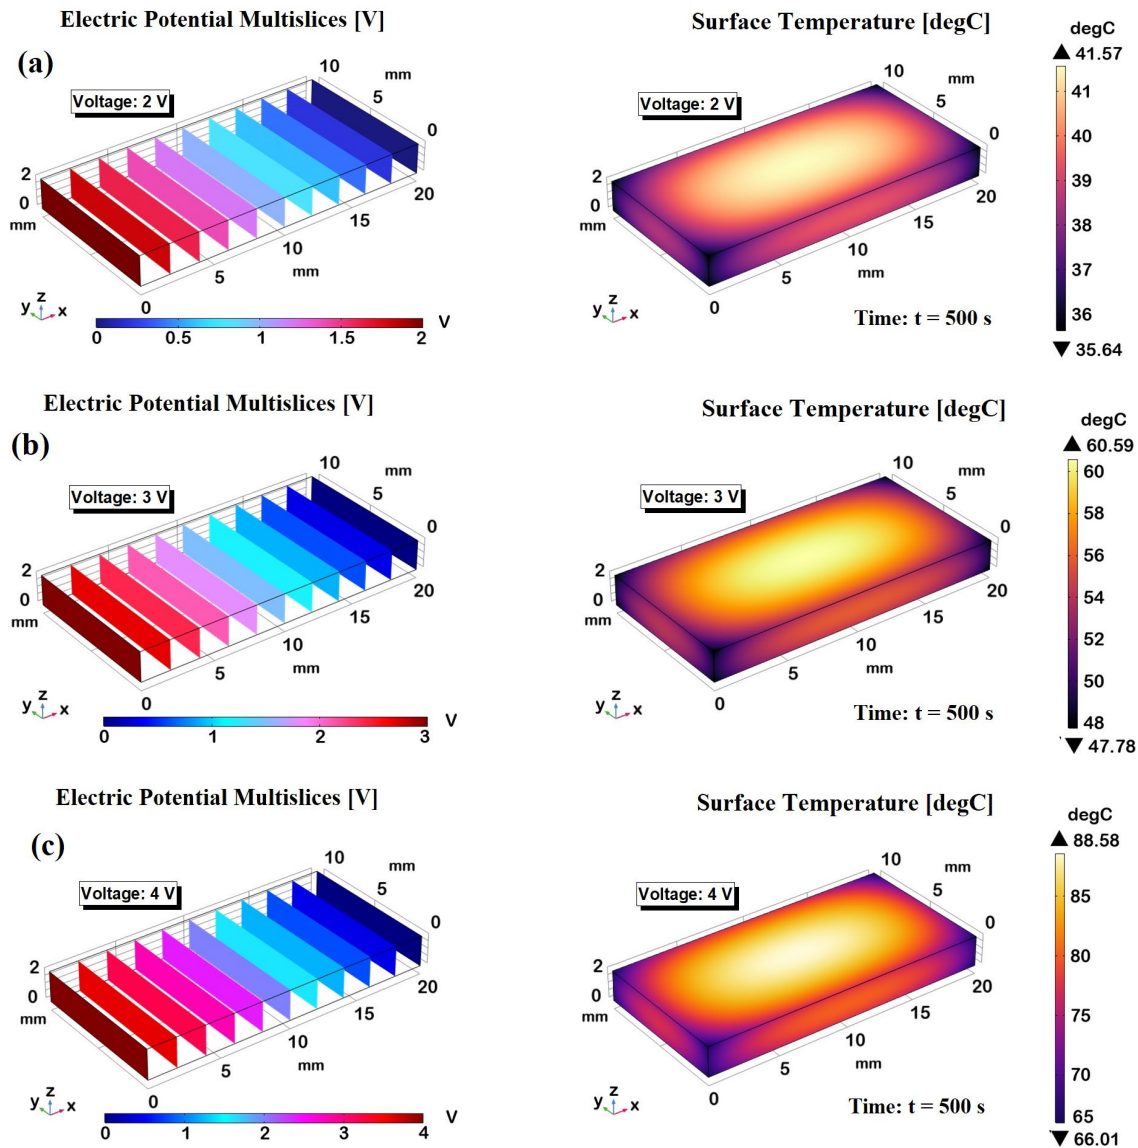 Electric Potential Multislices [V]
Surface Temperature [degC]
(a)
Voltage: 2 V
10
mm
5
0
2
0
mm
20
15
10
mm
5
0
y z x
0 0.5 1 1.5 2 V
Voltage: 2 V
10
mm
5
0
2
0
mm
20
15
10
mm
5
0
y z x
Time: t = 500 s
degC
▲ 41.57
41
40
39
38
37
36
▼ 35.64
Electric Potential Multislices [V]
Surface Temperature [degC]
(b)
Voltage: 3 V
10
mm
5
0
2
0
mm
20
15
10
mm
5
0
y z x
0 1 2 3 V
Voltage: 3 V
10
mm
5
0
2
0
mm
20
15
10
mm
5
0
y z x
Time: t = 500 s
degC
▲ 60.59
60
58
56
54
52
50
48
▼ 47.78
Electric Potential Multislices [V]
Surface Temperature [degC]
(c)
Voltage: 4 V
10
mm
5
0
2
0
mm
20
15
10
mm
5
0
y z x
0 1 2 3 4 V
Voltage: 4 V
10
mm
5
0
2
0
mm
20
15
10
mm
5
0
y z x
Time: t = 500 s
degC
▲ 88.58
85
80
75
70
65
▼ 66.01